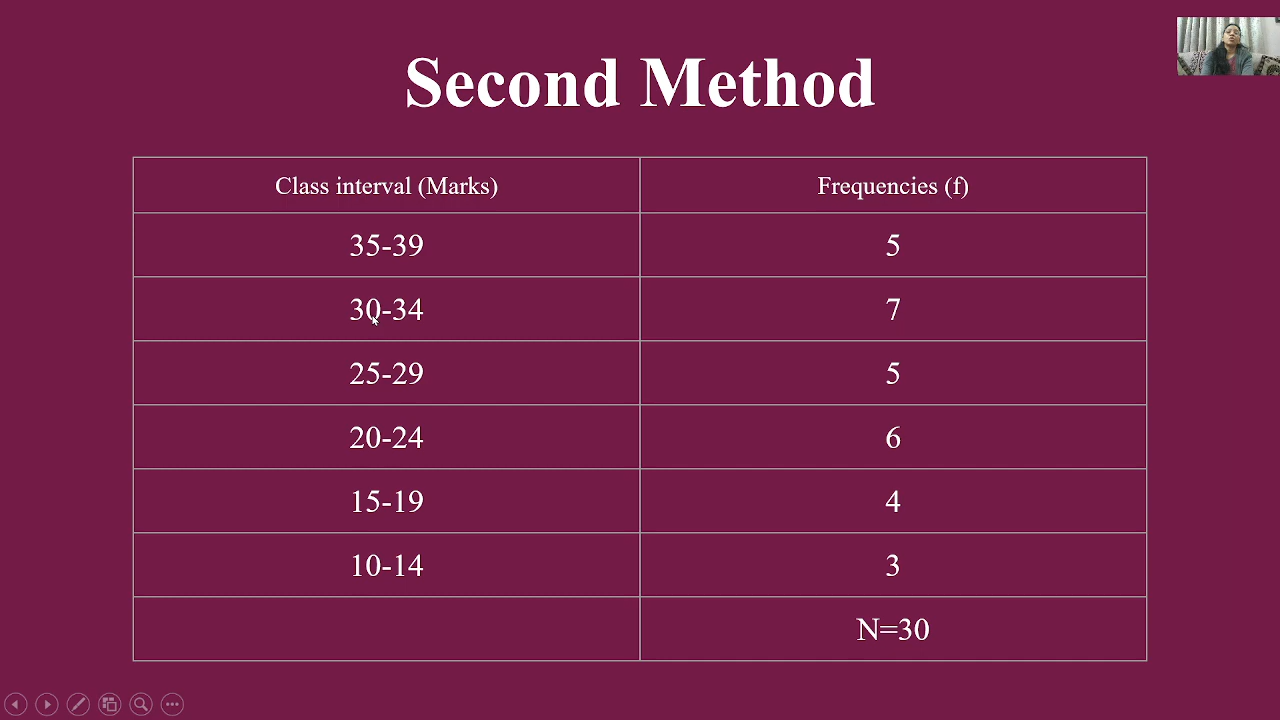 Second Method
Class interval (Marks) Frequencies (f)
35-39 5
30-34 7
25-29 5
20-24 6
15-19 4
10-14 3
N=30